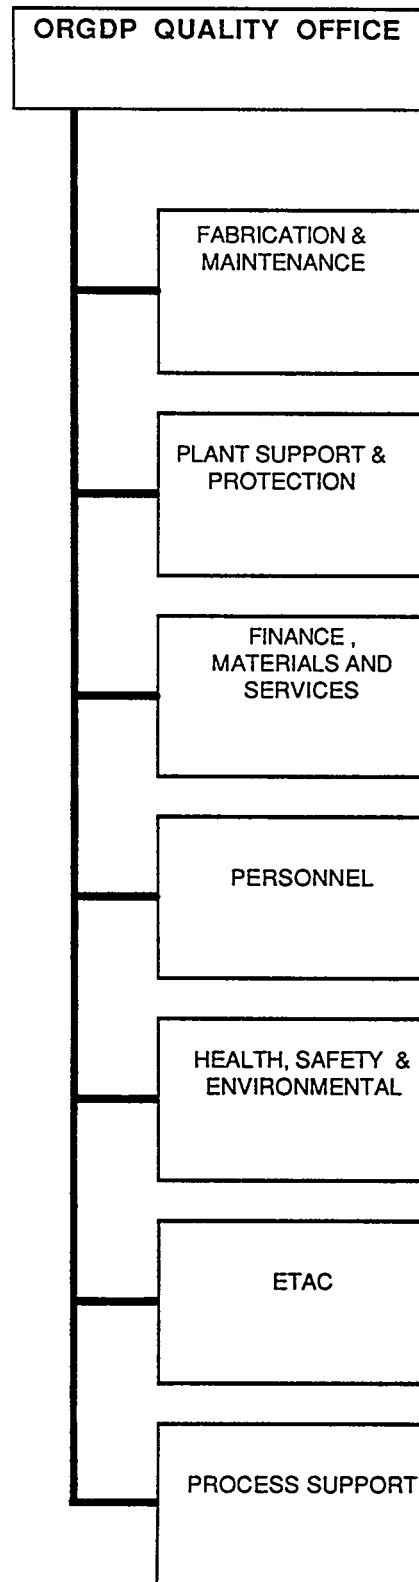 ORGDP QUALITY OFFICE
FABRICATION &
MAINTENANCE
PLANT SUPPORT &
PROTECTION
FINANCE ,
MATERIALS AND
SERVICES
PERSONNEL
HEALTH, SAFETY &
ENVIRONMENTAL
ETAC
PROCESS SUPPORT